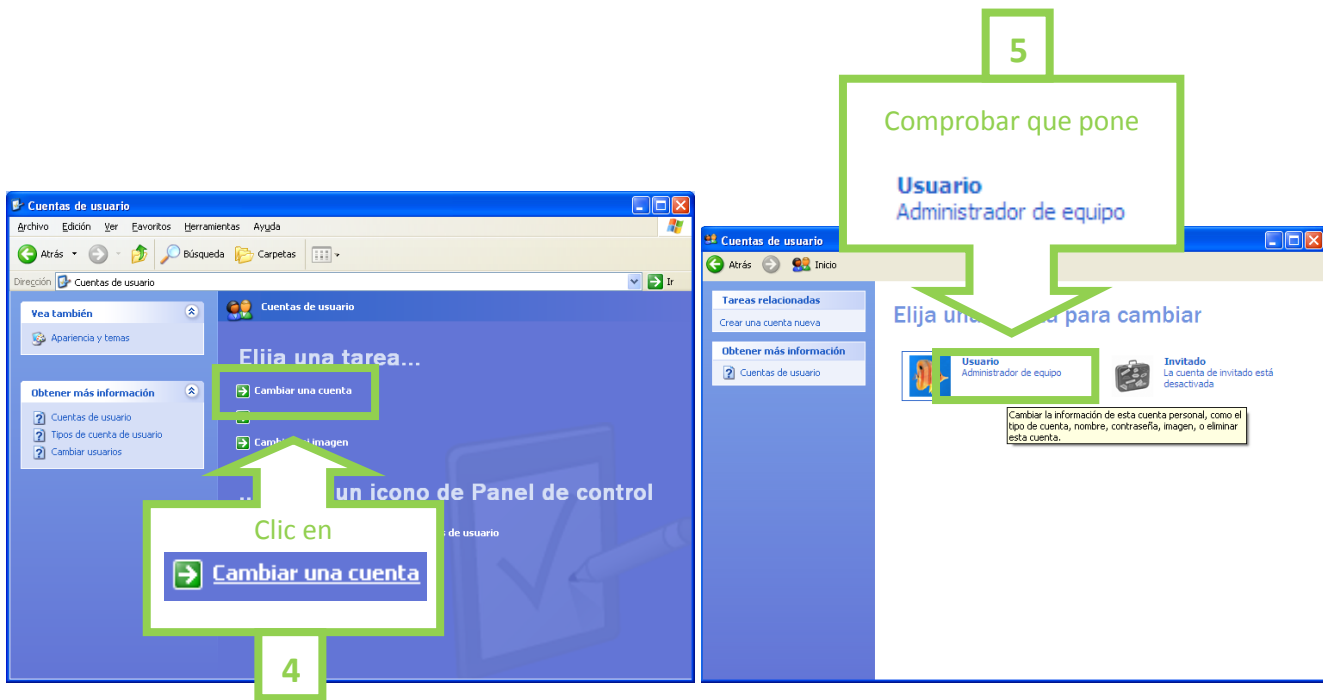 5
Comprobar que pone
Usuario
Administrador de equipo
Cuentas de usuario
Archivo Edición Ver Favoritos Herramientas Ayuda
Atrás Búsqueda Carpetas
Dirección Cuentas de usuario Ir
Vea también
Apariencia y temas
Obtener más información
Cuentas de usuario
Tipos de cuenta de usuario
Cambiar usuarios
Cuentas de usuario
Elija una tarea...
Cambiar una cuenta
imagen
un icono de Panel de control
de usuario
Clic en
Cambiar una cuenta
4
Cuentas de usuario
Atrás Inicio
Tareas relacionadas
Crear una cuenta nueva
Obtener más información
Cuentas de usuario
Elija para cambiar
Usuario
Administrador de equipo
Invitado
La cuenta de invitado está
desactivada
Cambiar la información de esta cuenta personal, como el
tipo de cuenta, nombre, contraseña, imagen, o eliminar
esta cuenta.